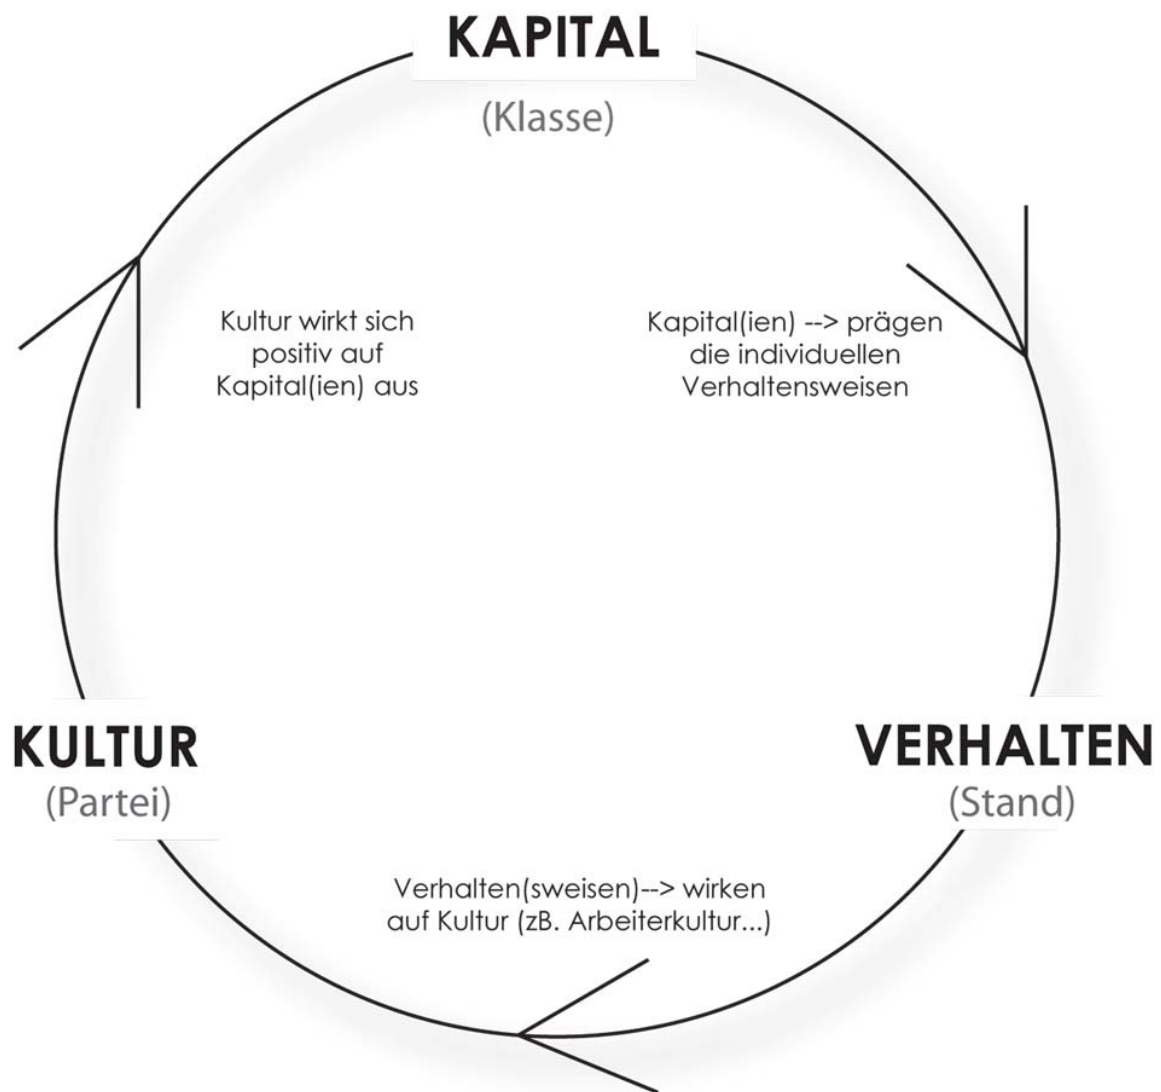 KAPITAL
(Klasse)
Kultur wirkt sich
positiv auf
Kapital(ien) aus
Kapital(ien) --> prägen
die individuellen
Verhaltensweisen
KULTUR
(Partei)
VERHALTEN
(Stand)
Verhalten(sweisen)--> wirken
auf Kultur (zB. Arbeiterkultur...)